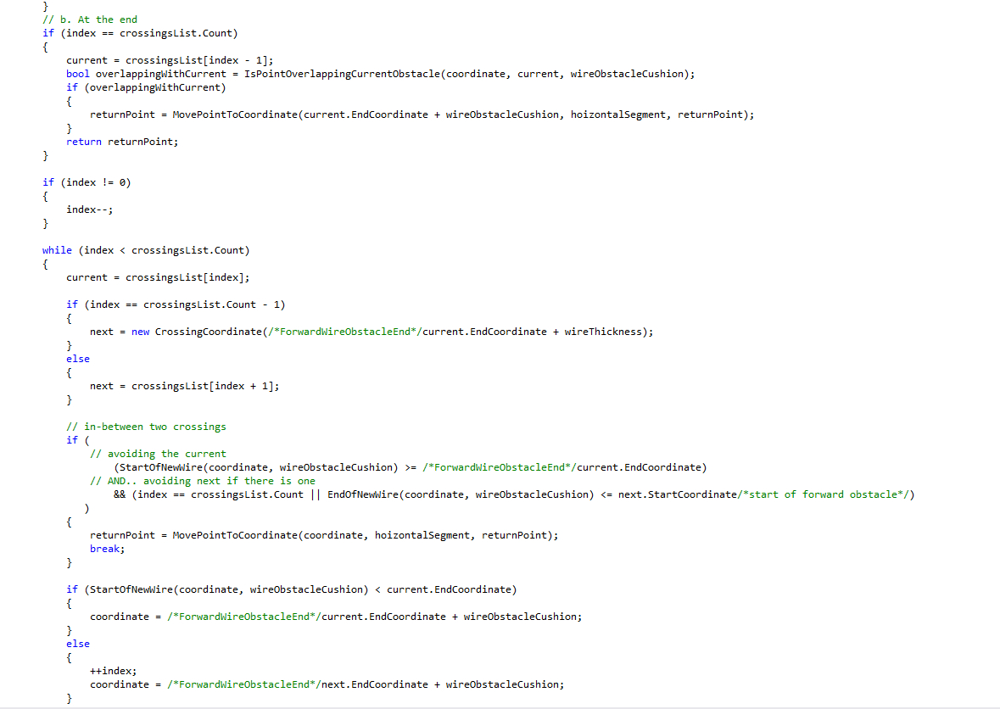 }
// b. At the end
if (index == crossingsList.Count)
{
current = crossingsList[index - 1];
bool overlappingWithCurrent = IsPointOverlappingCurrentObstacle(coordinate, current, wireObstacleCushion);
if (overlappingWithCurrent)
{
returnPoint = MovePointToCoordinate(current.EndCoordinate + wireObstacleCushion, hoizontalSegment, returnPoint);
}
return returnPoint;
}
if (index != 0)
{
index--;
}
while (index < crossingsList.Count)
{
current = crossingsList[index];
if (index == crossingsList.Count - 1)
{
next = new CrossingCoordinate(/*ForwardWireObstacleEnd*/current.EndCoordinate + wireThickness);
}
else
{
next = crossingsList[index + 1];
}
// in-between two crossings
if (
// avoiding the current
(StartOfNewWire(coordinate, wireObstacleCushion) >= /*ForwardWireObstacleEnd*/current.EndCoordinate)
// AND.. avoiding next if there is one
&& (index == crossingsList.Count || EndOfNewWire(coordinate, wireObstacleCushion) <= next.StartCoordinate/*start of forward obstacle*/)
)
{
returnPoint = MovePointToCoordinate(coordinate, hoizontalSegment, returnPoint);
break;
}
if (StartOfNewWire(coordinate, wireObstacleCushion) < current.EndCoordinate)
{
coordinate = /*ForwardWireObstacleEnd*/current.EndCoordinate + wireObstacleCushion;
}
else
{
++index;
coordinate = /*ForwardWireObstacleEnd*/next.EndCoordinate + wireObstacleCushion;
}